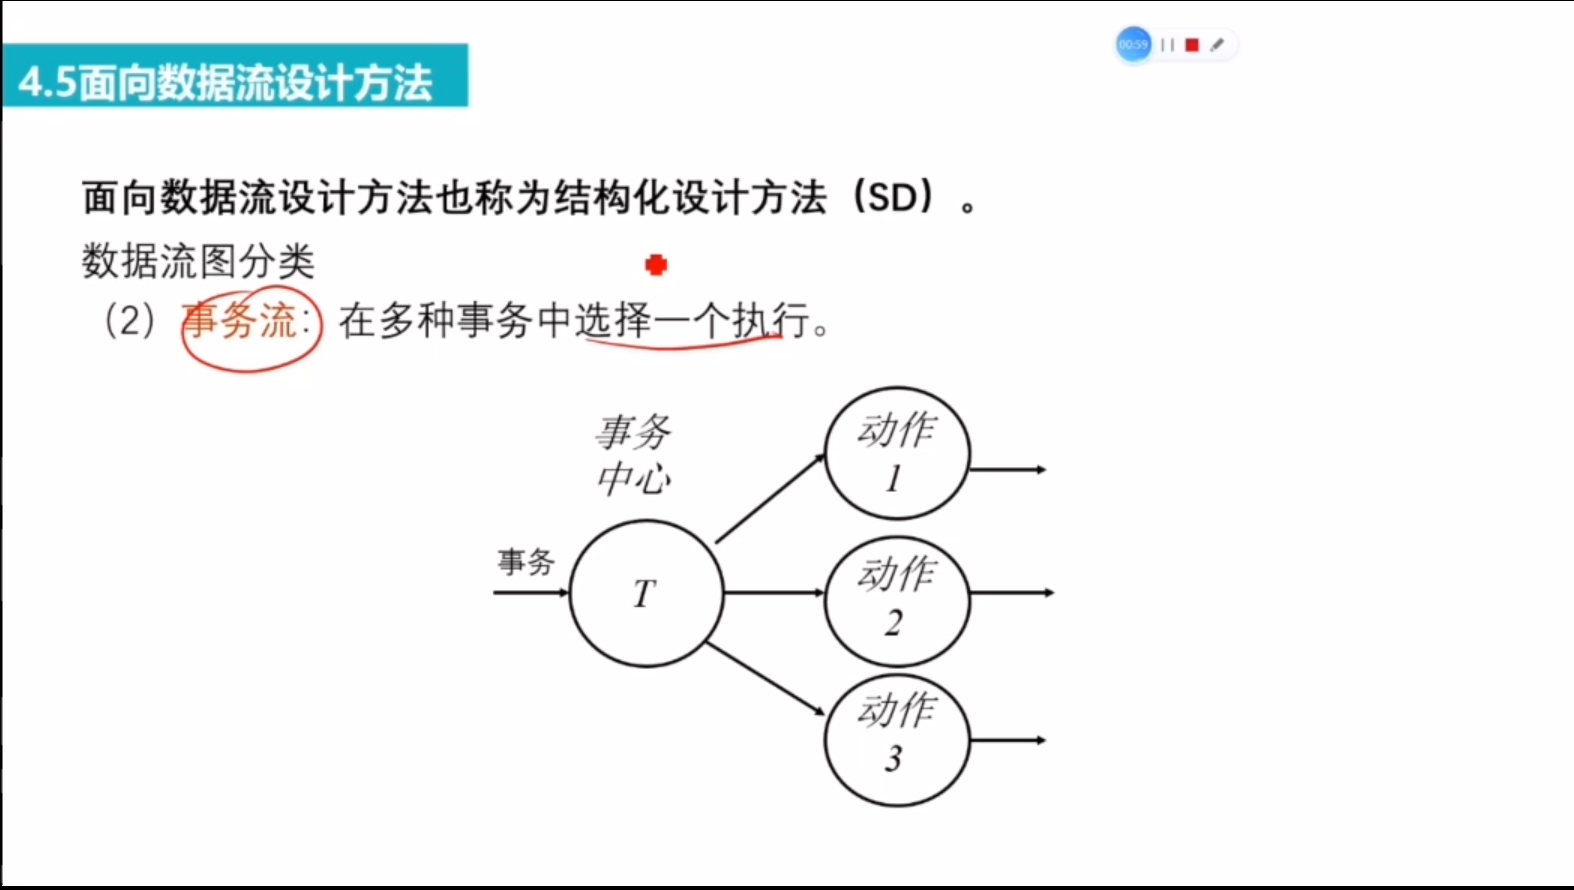 00:59
4.5面向数据流设计方法
面向数据流设计方法也称为结构化设计方法（SD）。
数据流图分类
（2）事务流：在多种事务中选择一个执行。
事务
中心
事务
T
动作
1
动作
2
动作
3